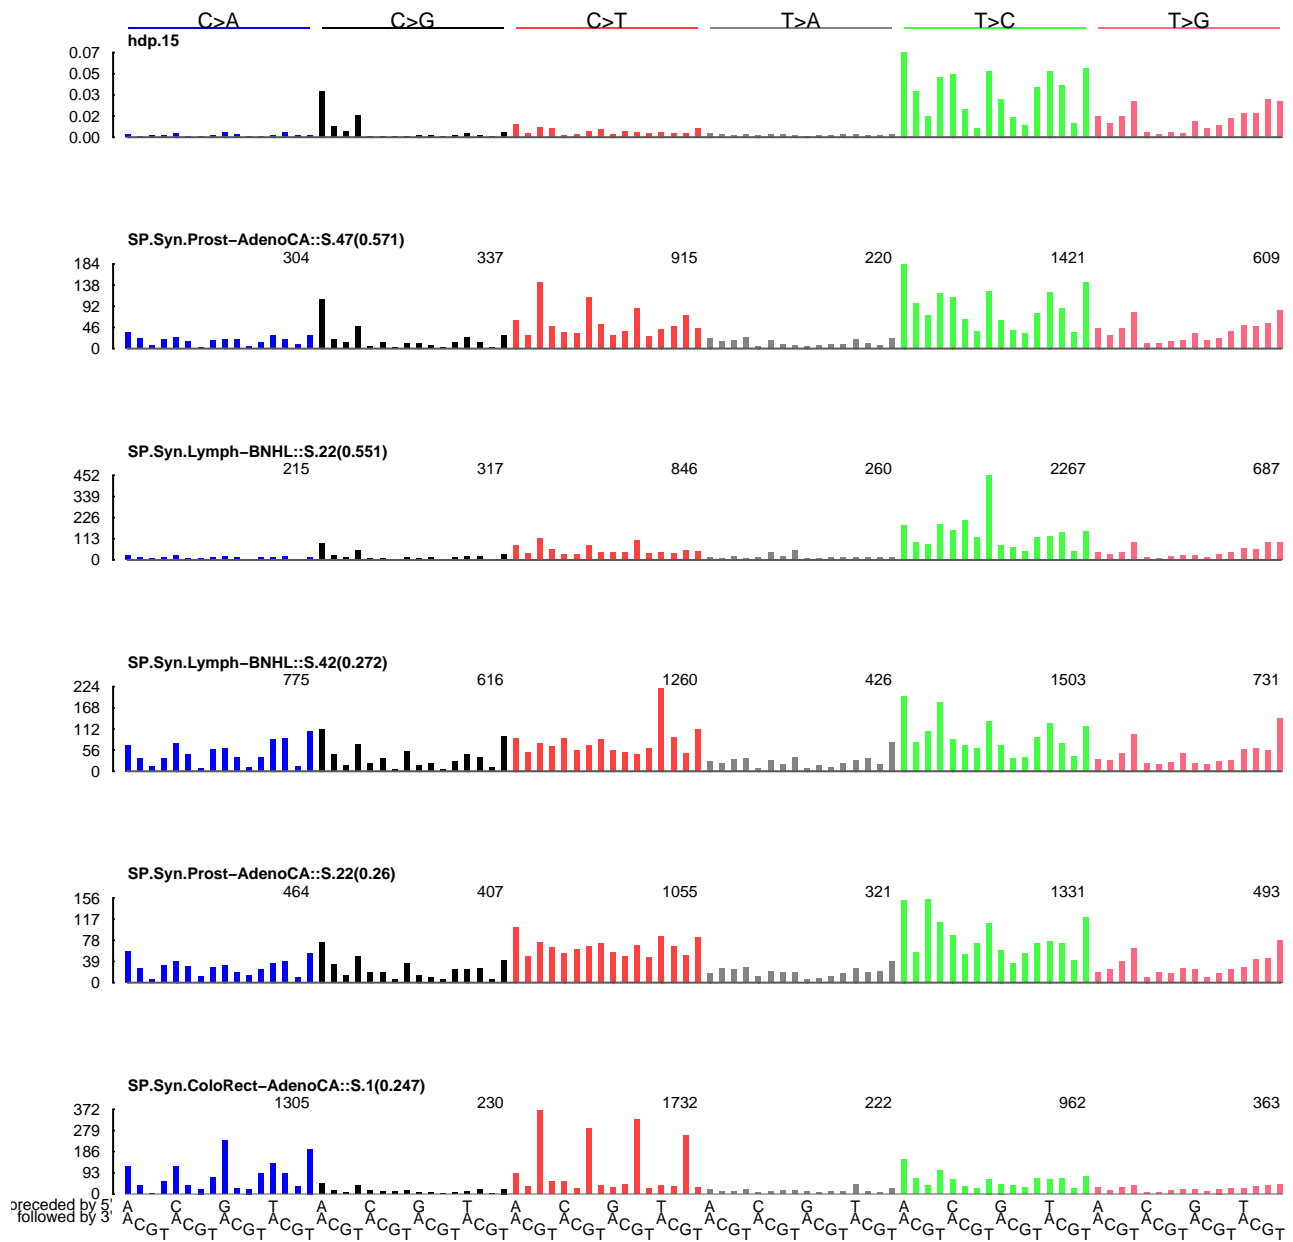 C>A C>G C>T T>A T>C T>G
hdp.15
0.07
0.05
0.03
0.02
0.00
SP.Syn.Prost−AdenoCA::S.47(0.571)
304 337 915 220 1421 609
184
138
92
46
0
SP.Syn.Lymph−BNHL::S.22(0.551)
215 317 846 260 2267 687
452
339
226
113
0
SP.Syn.Lymph−BNHL::S.42(0.272)
775 616 1260 426 1503 731
224
168
112
56
0
SP.Syn.Prost−AdenoCA::S.22(0.26)
464 407 1055 321 1331 493
156
117
78
39
0
SP.Syn.ColoRect−AdenoCA::S.1(0.247)
1305 230 1732 222 962 363
372
279
186
93
0
preceded by 5' A C G T A C G T A C G T A C G T A C G T A C G T
followed by 3' A C G T A C G T A C G T A C G T A C G T A C G T A C G T A C G T A C G T A C G T A C G T A C G T A C G T A C G T A C G T A C G T A C G T A C G T A C G T A C G T A C G T A C G T A C G T A C G T